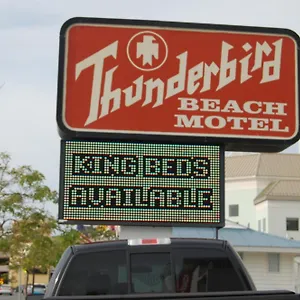 Thunderbird
BEACH
MOTEL
KING BEDS
AVAILABLE